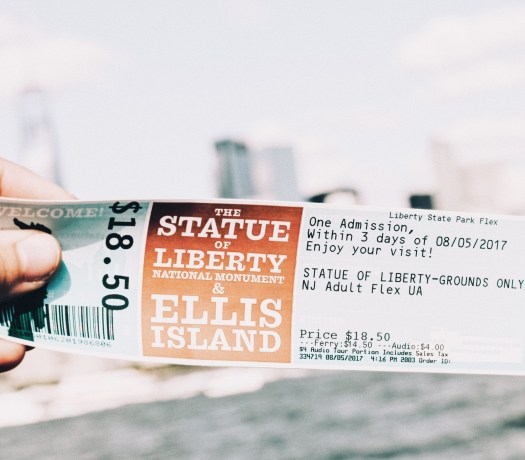 WELCOME!
$18.50
THE
STATUE
OF
LIBERTY
NATIONAL MONUMENT
&
ELLIS
ISLAND
Liberty State Park Flex
One Admission,
Within 3 days of 08/05/2017
Enjoy your visit!
STATUE OF LIBERTY-GROUNDS ONLY
NJ Adult Flex UA
Price $18.50
---Ferry:$14.50 ---Audio:$4.00
$4 Audio Tour Portion Includes Sales Tax
334719 08/05/2017 4:16 PM 2003 Order ID: